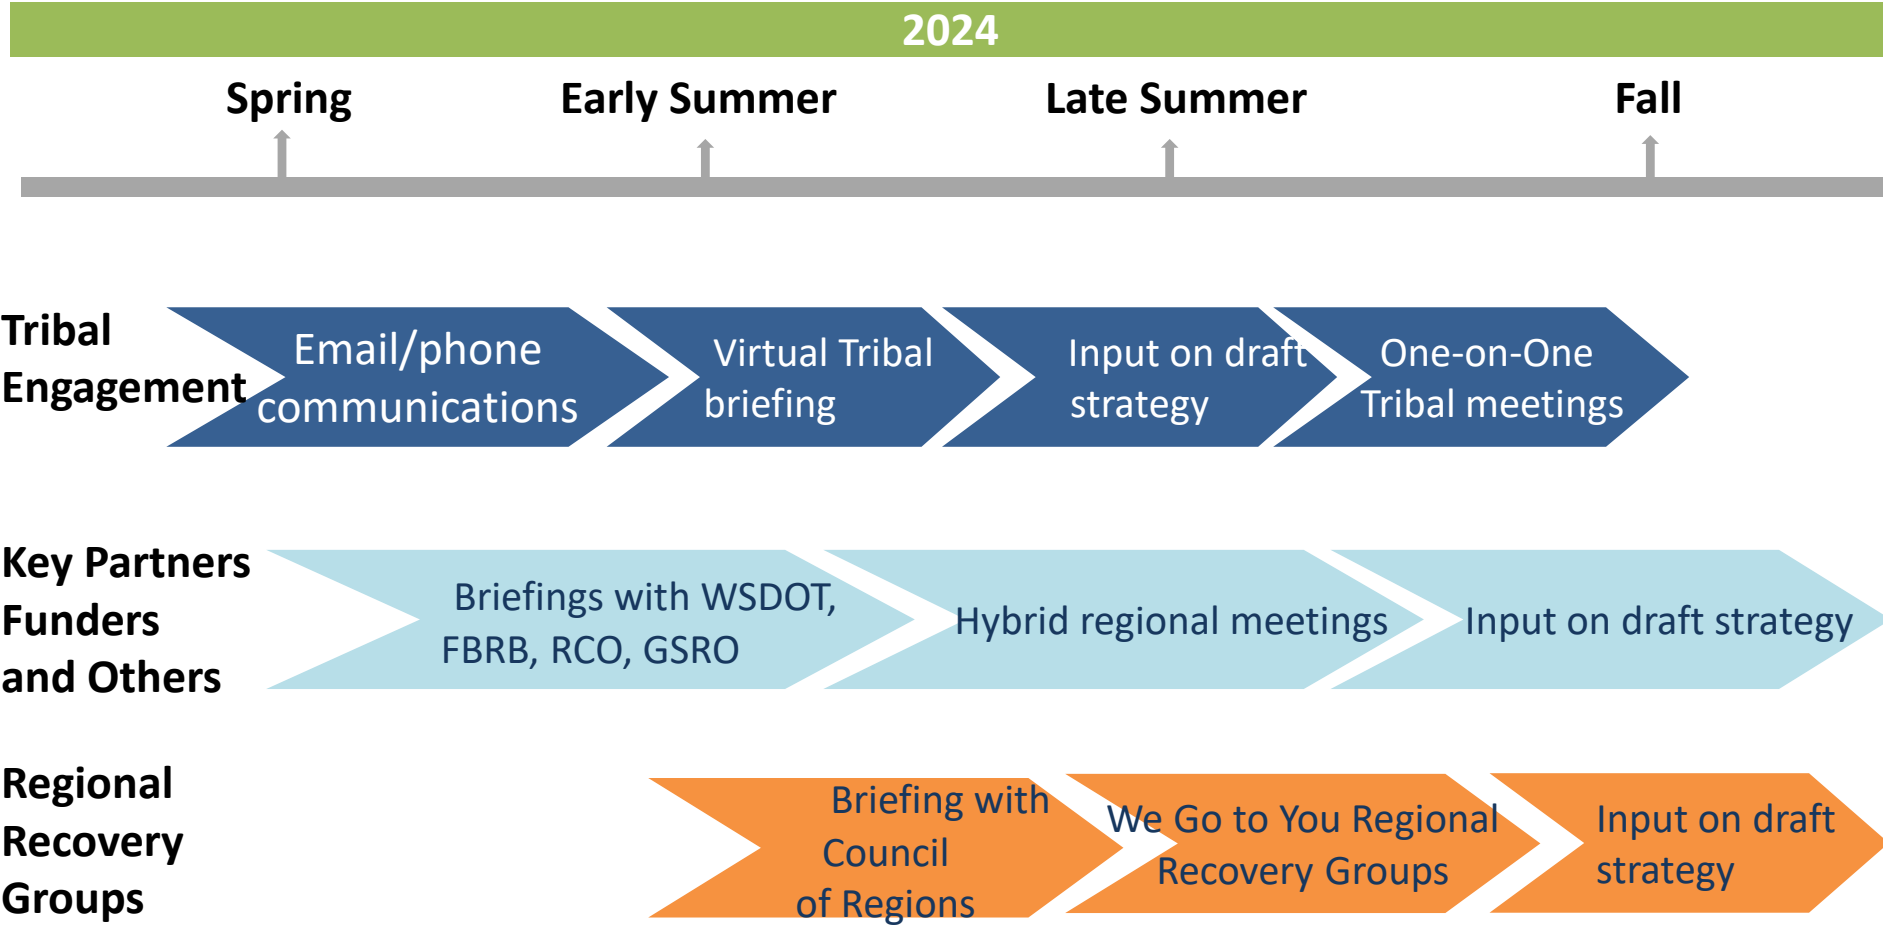 2024
Spring
Early Summer
Late Summer
Fall
Tribal
Engagement
Email/phone
communications
Virtual Tribal
briefing
Input on draft
strategy
One-on-One
Tribal meetings
Key Partners
Funders
and Others
Briefings with WSDOT,
FBRB, RCO, GSRO
Hybrid regional meetings
Input on draft strategy
Regional
Recovery
Groups
Briefing with
Council
of Regions
We Go to You Regional
Recovery Groups
Input on draft
strategy